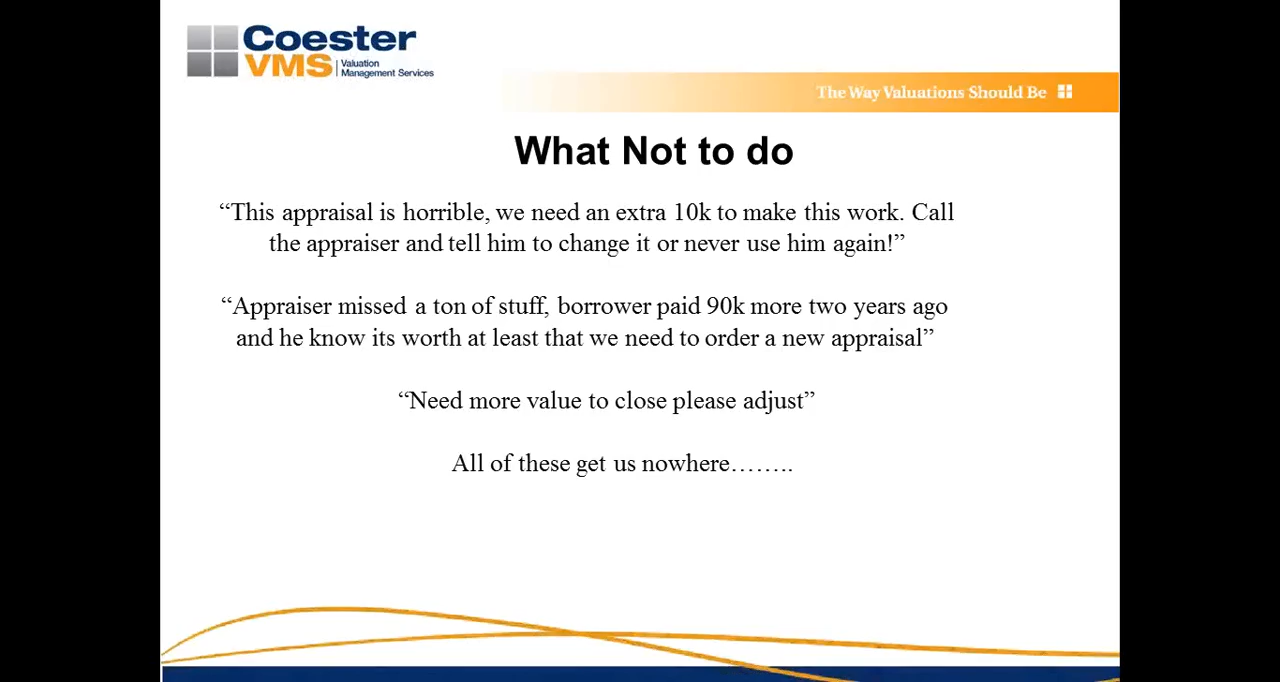 Coester
VMS
Valuation
Management Services
The Way Valuations Should Be
What Not to do
“This appraisal is horrible, we need an extra 10k to make this work. Call
the appraiser and tell him to change it or never use him again!”
“Appraiser missed a ton of stuff, borrower paid 90k more two years ago
and he know its worth at least that we need to order a new appraisal”
“Need more value to close please adjust”
All of these get us nowhere……..